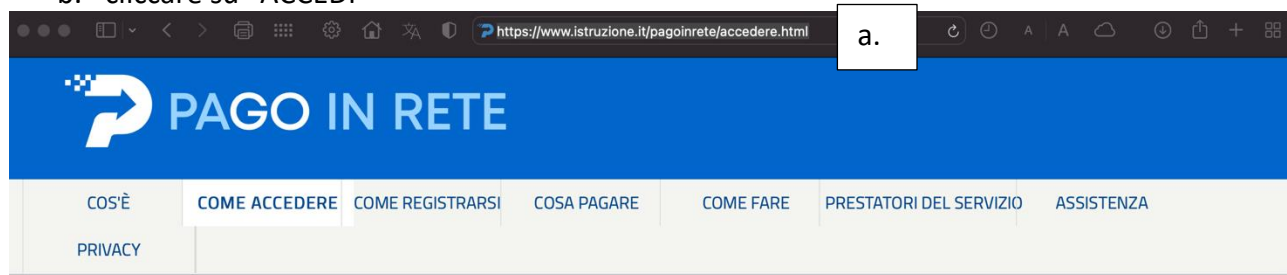 b. cliccare su "ACCEDI"
https://www.istruzione.it/pagoinrete/accedere.html
a.
A A
PAGO IN RETE
COS'È COME ACCEDERE COME REGISTRARSI COSA PAGARE COME FARE PRESTATORI DEL SERVIZIO ASSISTENZA
PRIVACY